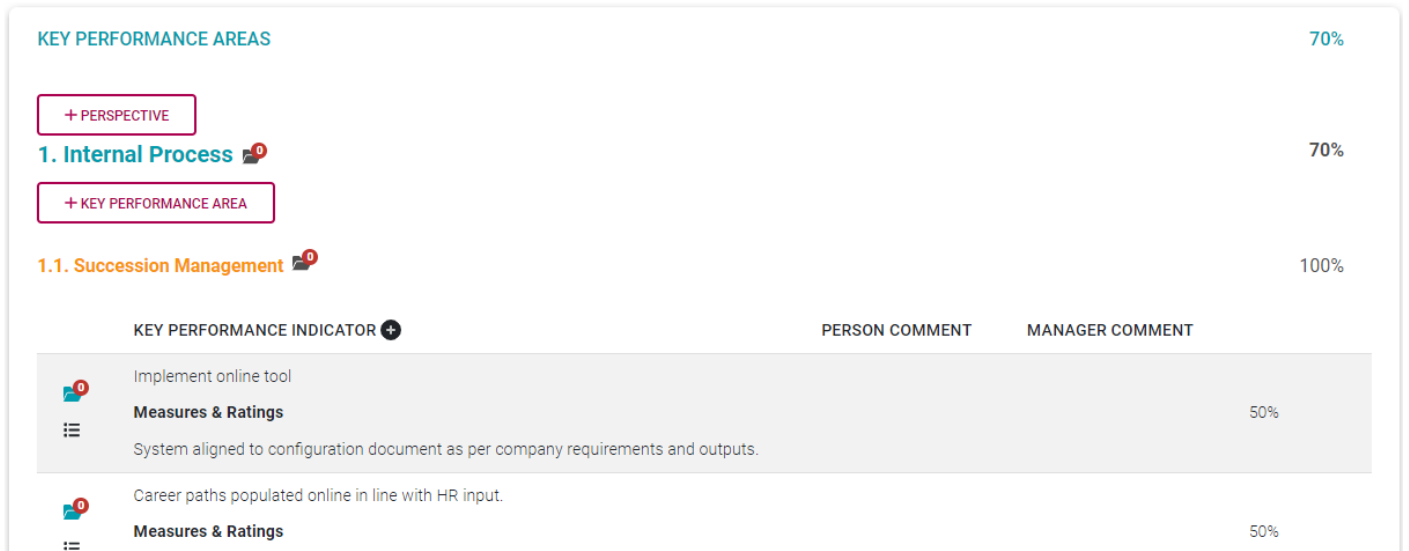 KEY PERFORMANCE AREAS 70%
+ PERSPECTIVE
1. Internal Process 0 70%
+ KEY PERFORMANCE AREA
1.1. Succession Management 0 100%
KEY PERFORMANCE INDICATOR + PERSON COMMENT MANAGER COMMENT
Implement online tool
0
Measures & Ratings 50%
System aligned to configuration document as per company requirements and outputs.
Career paths populated online in line with HR input.
0
Measures & Ratings 50%